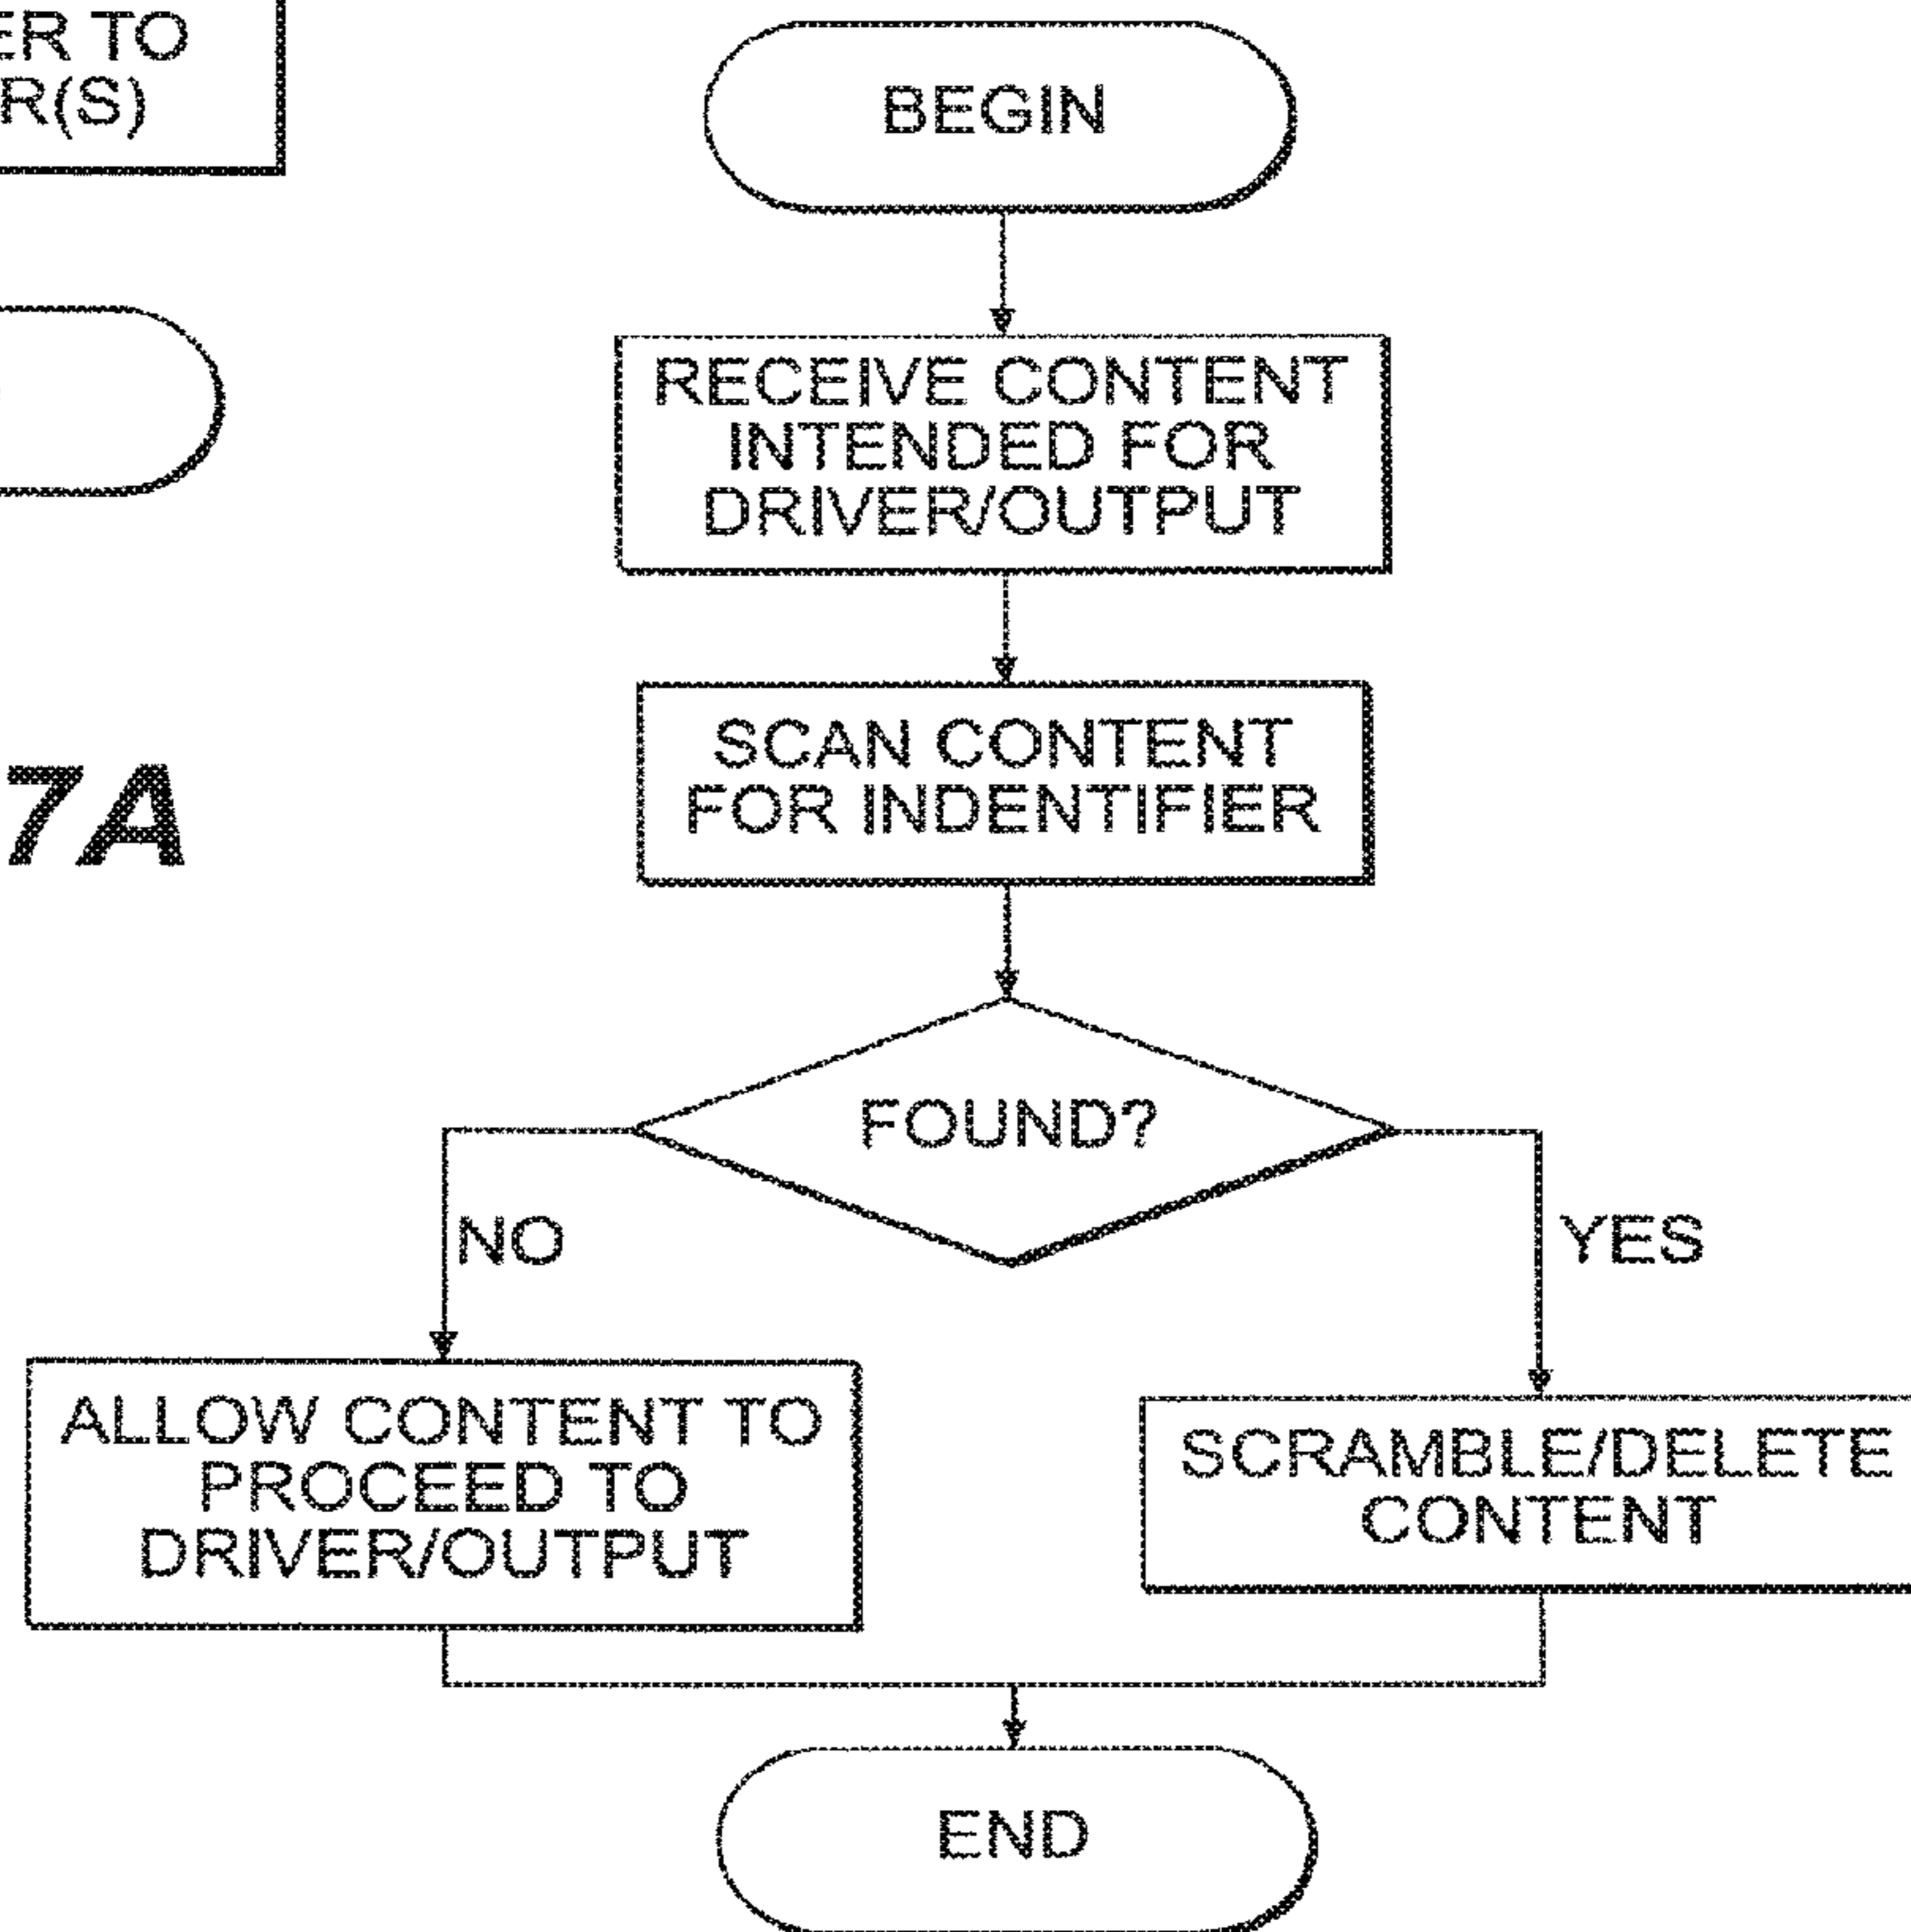 ER TO
R(S)
7A
BEGIN
RECEIVE CONTENT
INTENDED FOR
DRIVER/OUTPUT
SCAN CONTENT
FOR INDENTIFIER
FOUND?
NO
YES
ALLOW CONTENT TO
PROCEED TO
DRIVER/OUTPUT
SCRAMBLE/DELETE
CONTENT
END